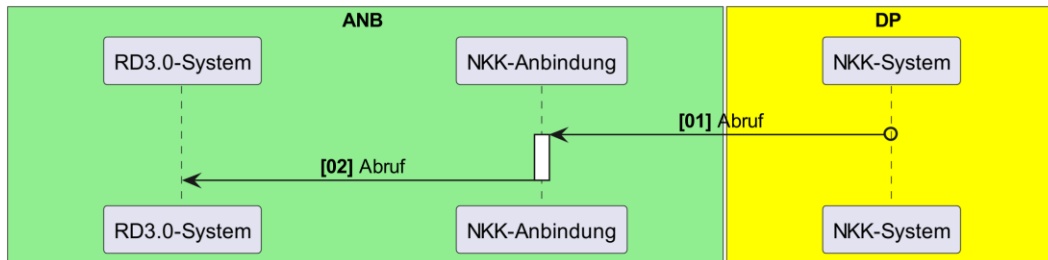 ANB
DP
RD3.0-System
NKK-Anbindung
NKK-System
[01] Abruf
[02] Abruf
RD3.0-System
NKK-Anbindung
NKK-System